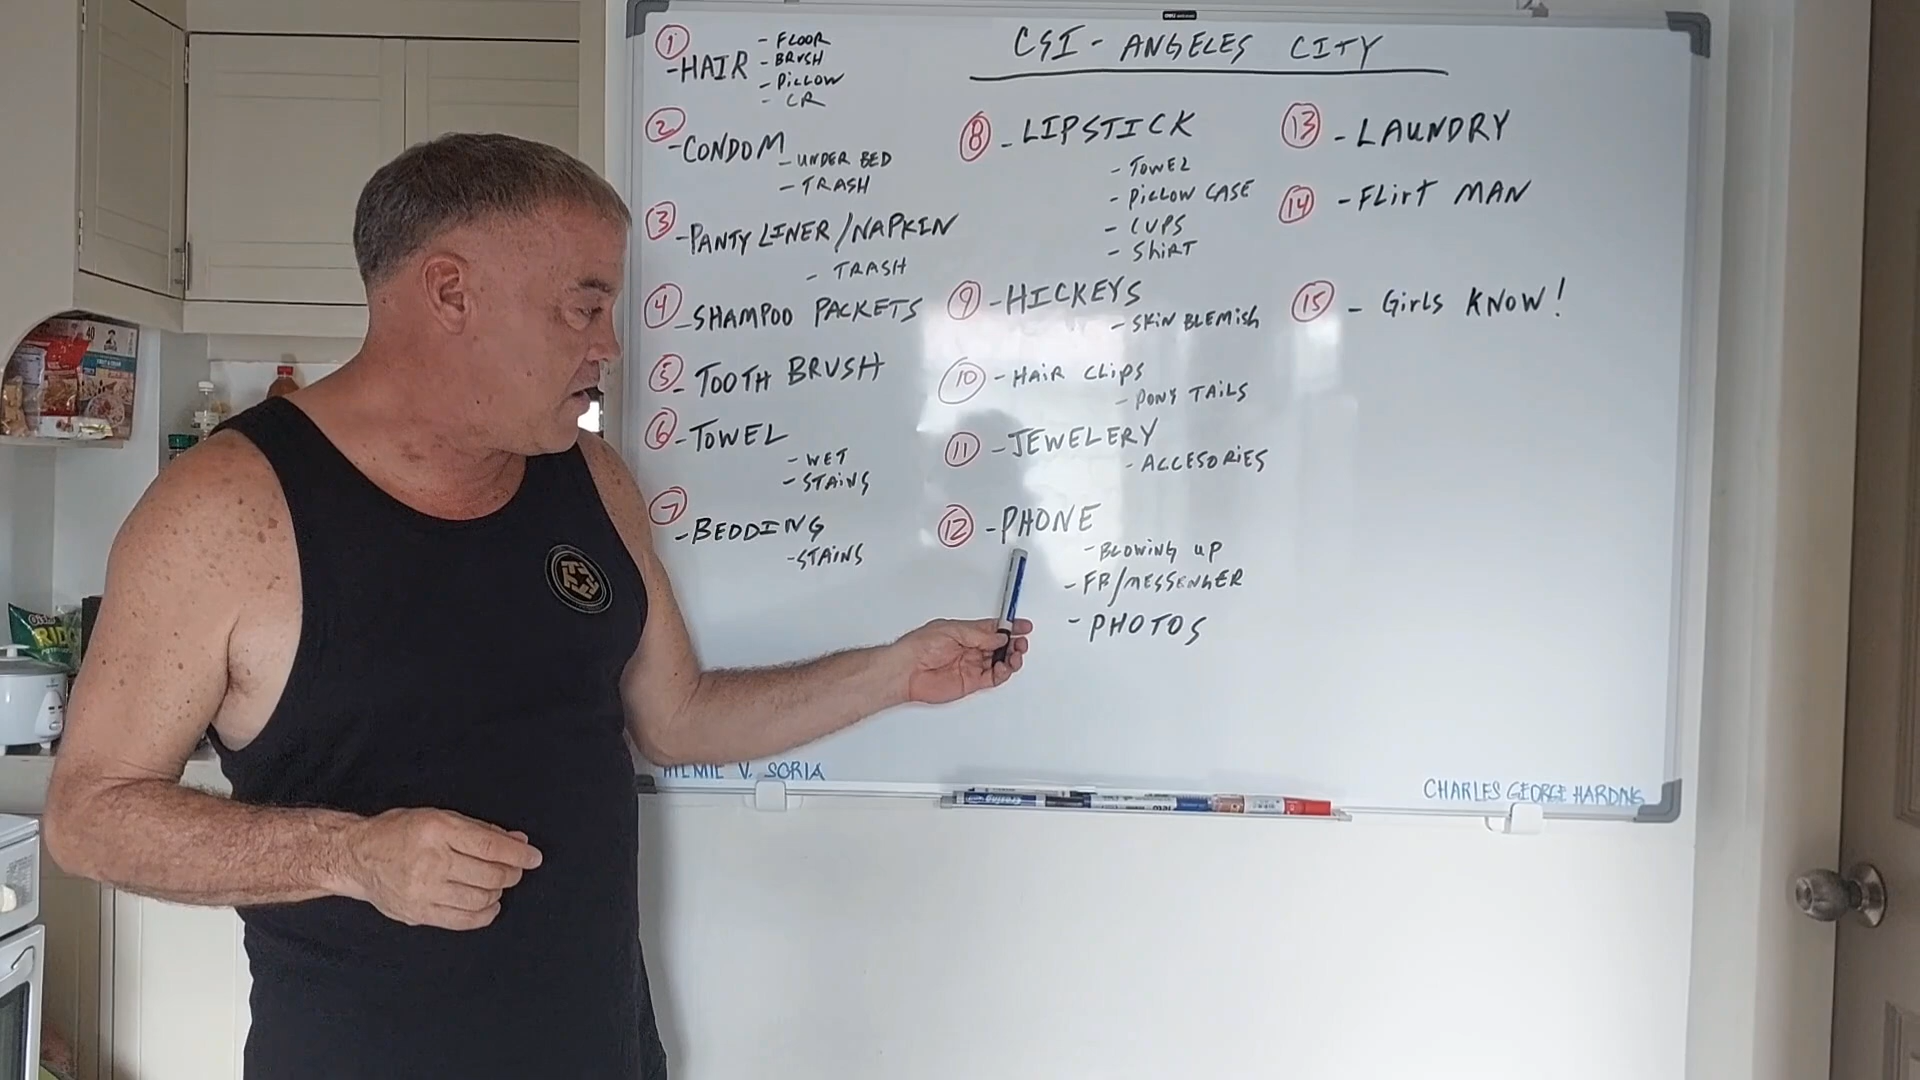 CSI - ANGELES CITY
①
- HAIR
- FLOOR
- BRUSH
- PILLOW
- CR
②
- CONDOM
- UNDER BED
- TRASH
③
- PANTY LINER / NAPKIN
- TRASH
④
- SHAMPOO PACKETS
⑤
- TOOTH BRUSH
⑥
- TOWEL
- WET
- STAINS
⑦
- BEDDING
- STAINS
⑧ - LIPSTICK
- TOWEL
- PILLOW CASE
- CUPS
- SHIRT
⑨ - HICKEYS
- SKIN BLEMISH
⑩ - HAIR CLIPS
- PONY TAILS
⑪ - JEWELERY
- ACCESORIES
⑫ - PHONE
- BLOWING UP
- FB/MESSENGER
- PHOTOS
⑬ - LAUNDRY
⑭ - FLirt MAN
⑮ - Girls KNOW!
V. SORIA
CHARLES GEORGE HARDING